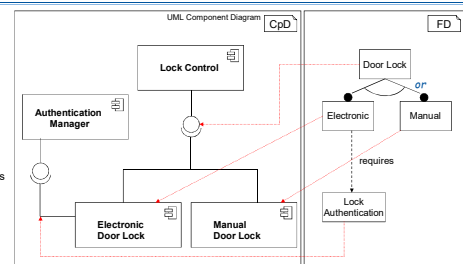 UML Component Diagram
CpD
FD
Lock Control
Door Lock
or
Authentication
Manager
Electronic
Manual
requires
s
Lock
Authentication
Electronic
Door Lock
Manual
Door Lock